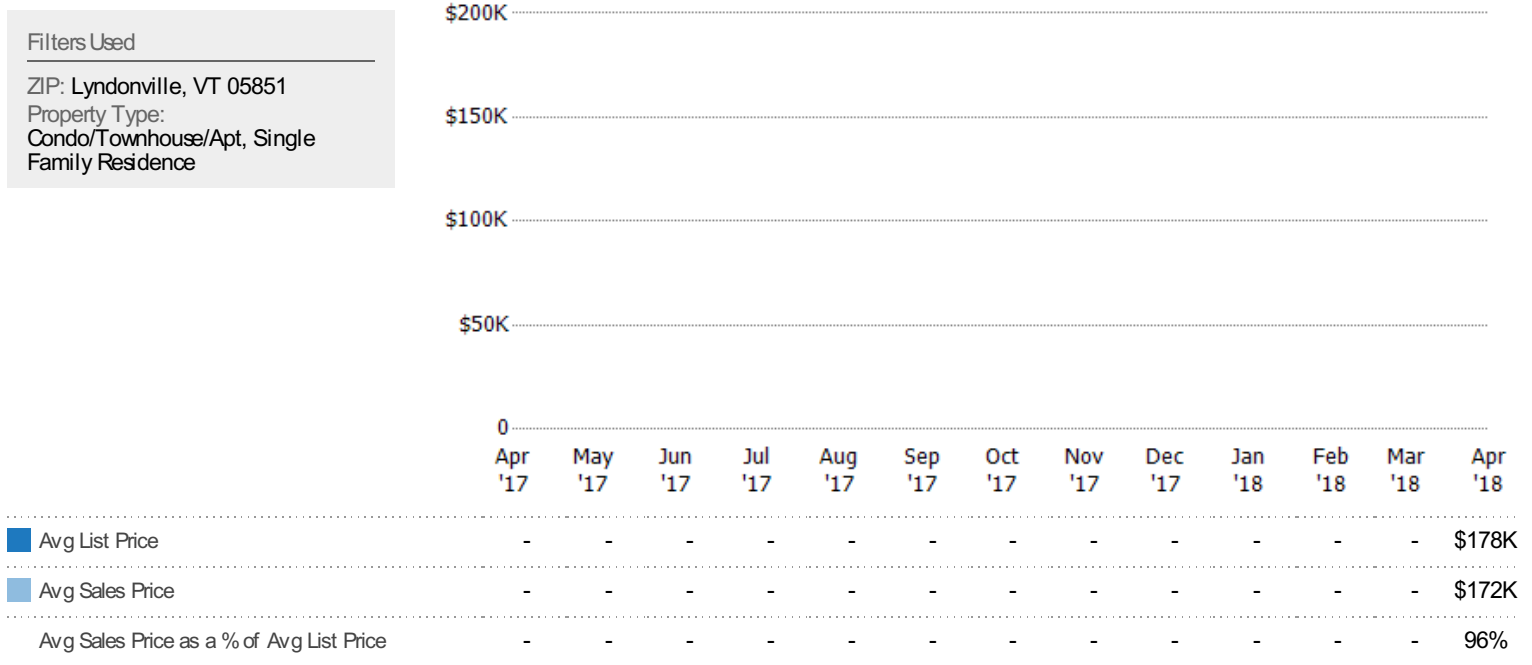 Filters Used
ZIP: Lyndonville, VT 05851
Property Type:
Condo/Townhouse/Apt, Single
Family Residence
$200K
$150K
$100K
$50K
0
Apr May Jun Jul Aug Sep Oct Nov Dec Jan Feb Mar Apr
'17 '17 '17 '17 '17 '17 '17 '17 '17 '18 '18 '18 '18
Avg List Price - - - - - - - - - - - - $178K
Avg Sales Price - - - - - - - - - - - - $172K
Avg Sales Price as a % of Avg List Price - - - - - - - - - - - - 96%